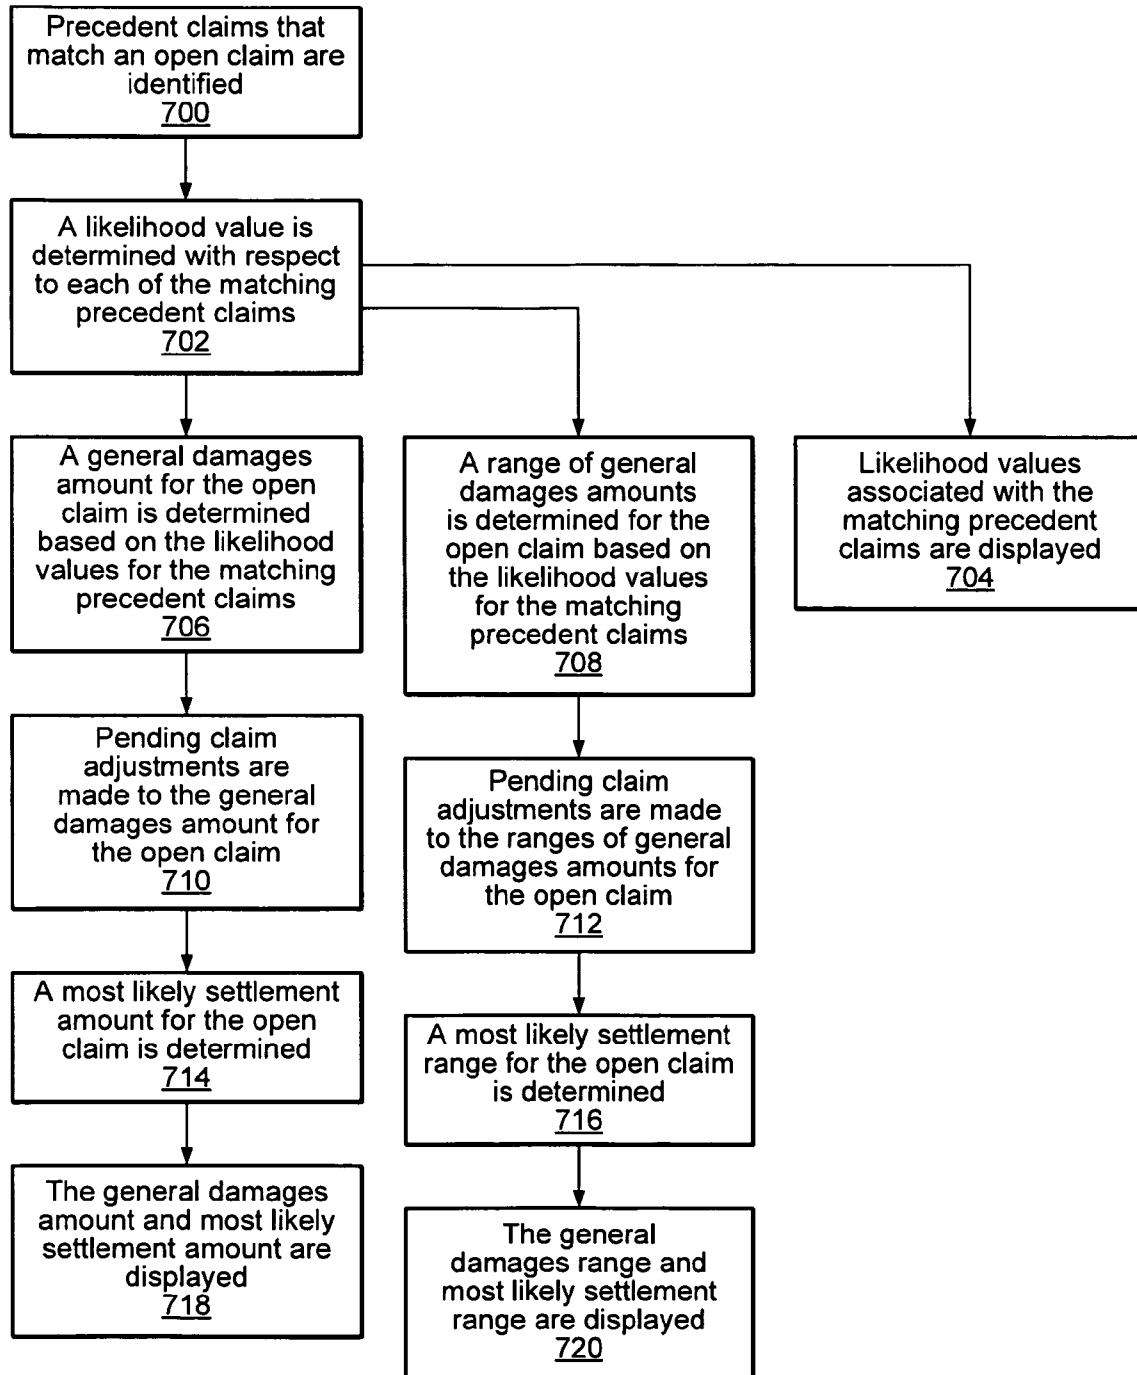 Precedent claims that
match an open claim are
identified
700
A likelihood value is
determined with respect
to each of the matching
precedent claims
702
A general damages
amount for the open
claim is determined
based on the likelihood
values for the matching
precedent claims
706
A range of general
damages amounts
is determined for the
open claim based on
the likelihood values
for the matching
precedent claims
708
Likelihood values
associated with the
matching precedent
claims are displayed
704
Pending claim
adjustments are
made to the general
damages amount for
the open claim
710
Pending claim
adjustments are made
to the ranges of general
damages amounts for
the open claim
712
A most likely settlement
amount for the open
claim is determined
714
A most likely settlement
range for the open claim
is determined
716
The general damages
amount and most likely
settlement amount are
displayed
718
The general
damages range and
most likely settlement
range are displayed
720